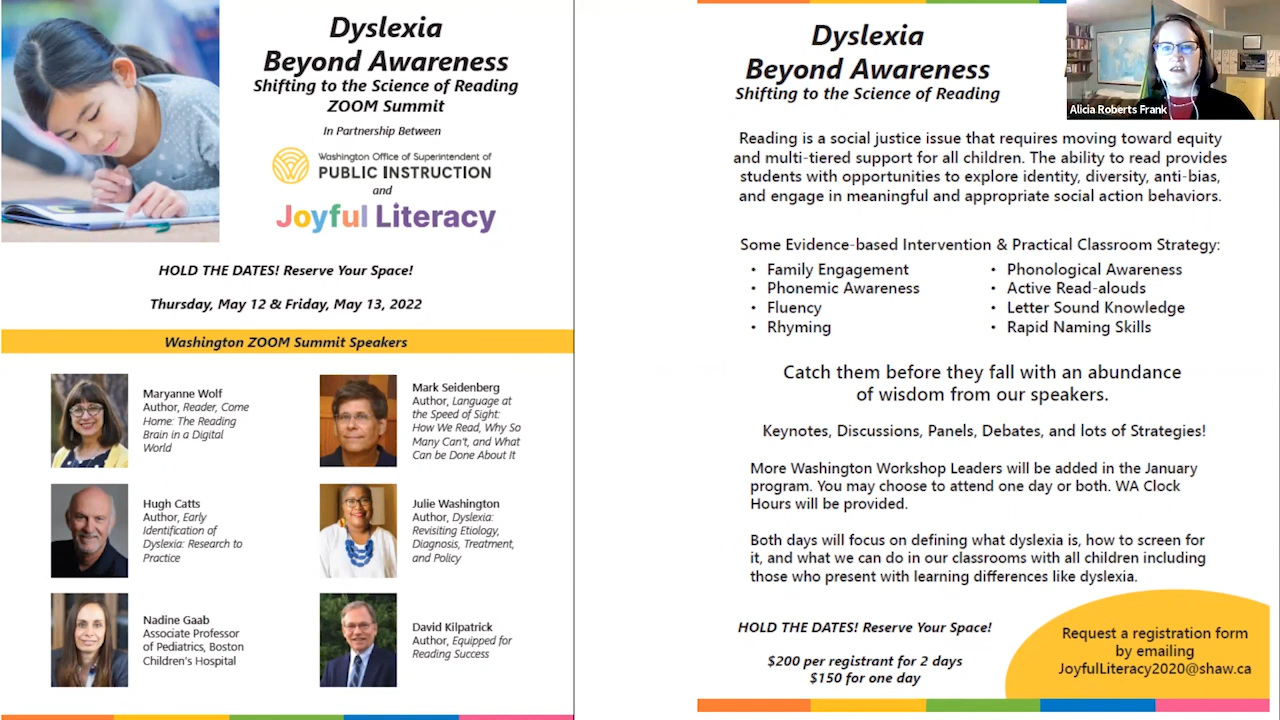 Dyslexia
Beyond Awareness
Shifting to the Science of Reading
ZOOM Summit
In Partnership Between
Washington Office of Superintendent of
PUBLIC INSTRUCTION
and
Joyful Literacy
HOLD THE DATES! Reserve Your Space!
Thursday, May 12 & Friday, May 13, 2022
Washington ZOOM Summit Speakers
Maryanne Wolf
Author, Reader, Come
Home: The Reading
Brain in a Digital
World
Mark Seidenberg
Author, Language at
the Speed of Sight:
How We Read, Why So
Many Can't, and What
Can be Done About It
Hugh Catts
Author, Early
Identification of
Dyslexia: Research to
Practice
Julie Washington
Author, Dyslexia:
Revisiting Etiology,
Diagnosis, Treatment,
and Policy
Nadine Gaab
Associate Professor
of Pediatrics, Boston
Children's Hospital
David Kilpatrick
Author, Equipped for
Reading Success
Dyslexia
Beyond Awareness
Shifting to the Science of Reading
Alicia Roberts Frank
Reading is a social justice issue that requires moving toward equity
and multi-tiered support for all children. The ability to read provides
students with opportunities to explore identity, diversity, anti-bias,
and engage in meaningful and appropriate social action behaviors.
Some Evidence-based Intervention & Practical Classroom Strategy:
• Family Engagement
• Phonemic Awareness
• Fluency
• Rhyming
• Phonological Awareness
• Active Read-alouds
• Letter Sound Knowledge
• Rapid Naming Skills
Catch them before they fall with an abundance
of wisdom from our speakers.
Keynotes, Discussions, Panels, Debates, and lots of Strategies!
More Washington Workshop Leaders will be added in the January
program. You may choose to attend one day or both. WA Clock
Hours will be provided.
Both days will focus on defining what dyslexia is, how to screen for
it, and what we can do in our classrooms with all children including
those who present with learning differences like dyslexia.
HOLD THE DATES! Reserve Your Space!
$200 per registrant for 2 days
$150 for one day
Request a registration form
by emailing
JoyfulLiteracy2020@shaw.ca